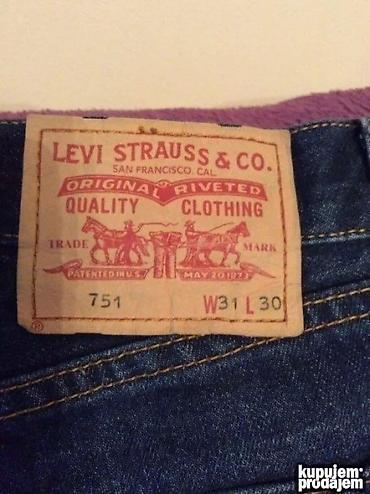 LEVI STRAUSS & CO.
SAN FRANCISCO, CAL.
ORIGINAL RIVETED
QUALITY CLOTHING
TRADE MARK
PATENTED IN U.S. MAY 20 1873
751 W31 L 30
®
kupujem
prodajem